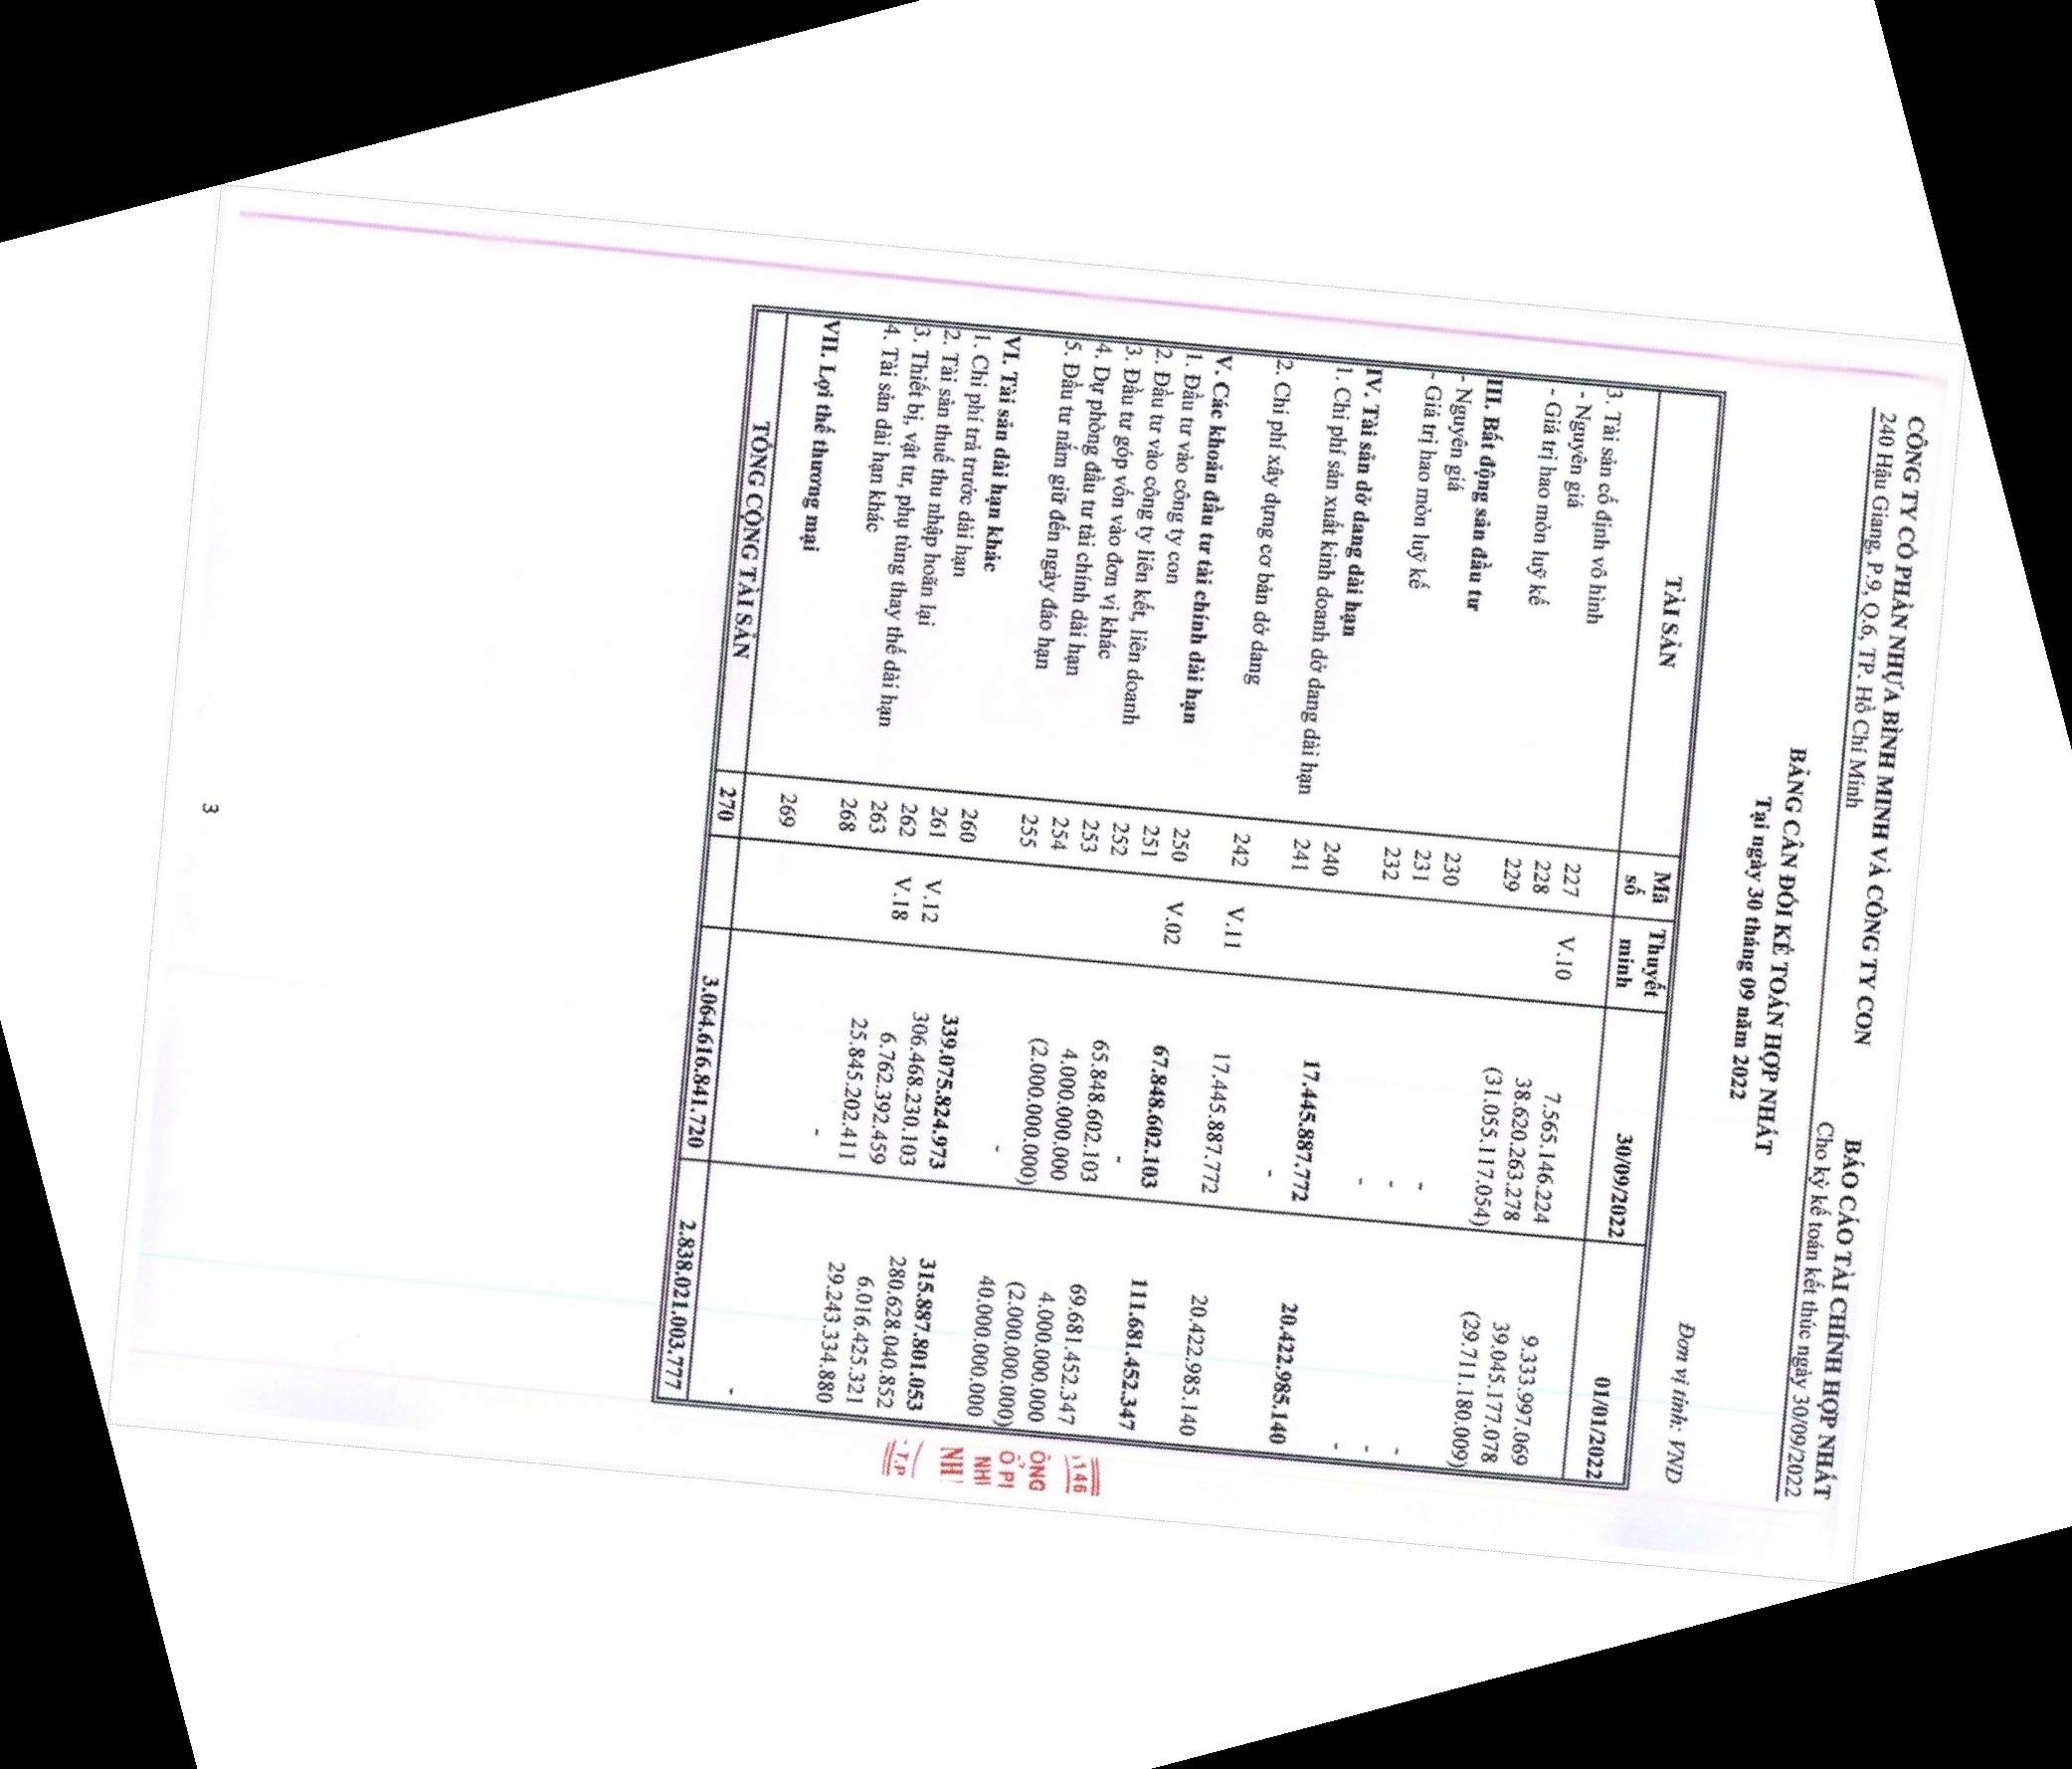 CÔNG TY CỔ PHẦN NHỰA BÌNH MINH VÀ CÔNG TY CON BÁO CÁO TÀI CHÍNH HỢP NHẤT
240 Hậu Giang, P.9, Q.6, TP. Hồ Chí Minh Cho kỳ kế toán kết thúc ngày 30/09/2022
BẢNG CÂN ĐỐI KẾ TOÁN HỢP NHẤT
Tại ngày 30 tháng 09 năm 2022
Đơn vị tính: VND
TÀI SẢN Mã số Thuyết minh 30/09/2022 01/01/2022
3. Tài sản cố định vô hình 227 V.10 7.565.146.224 9.333.997.069
- Nguyên giá 228 38.620.263.278 39.045.177.078
- Giá trị hao mòn luỹ kế 229 (31.055.117.054) (29.711.180.009)
III. Bất động sản đầu tư 230 - -
- Nguyên giá 231 - -
- Giá trị hao mòn luỹ kế 232 - -
IV. Tài sản dở dang dài hạn 240 17.445.887.772 20.422.985.140
1. Chi phí sản xuất kinh doanh dở dang dài hạn 241 -
2. Chi phí xây dựng cơ bản dở dang 242 V.11 17.445.887.772 20.422.985.140
V. Các khoản đầu tư tài chính dài hạn 250 67.848.602.103 111.681.452.347
1. Đầu tư vào công ty con 251 V.02 -
2. Đầu tư vào công ty liên kết, liên doanh 252 65.848.602.103 69.681.452.347
3. Đầu tư góp vốn vào đơn vị khác 253 4.000.000.000 4.000.000.000
4. Dự phòng đầu tư tài chính dài hạn 254 (2.000.000.000) (2.000.000.000)
5. Đầu tư nắm giữ đến ngày đáo hạn 255 - 40.000.000.000
VI. Tài sản dài hạn khác 260 339.075.824.973 315.887.801.053
1. Chi phí trả trước dài hạn 261 V.12 306.468.230.103 280.628.040.852
2. Tài sản thuế thu nhập hoãn lại 262 V.18 6.762.392.459 6.016.425.321
3. Thiết bị, vật tư, phụ tùng thay thế dài hạn 263 25.845.202.411 29.243.334.880
4. Tài sản dài hạn khác 268 -
VII. Lợi thế thương mại 269 -
TỔNG CỘNG TÀI SẢN 270 3.064.616.841.720 2.838.021.003.777
146
ÔNG
Ổ PI
NHI
NH
T.P
3